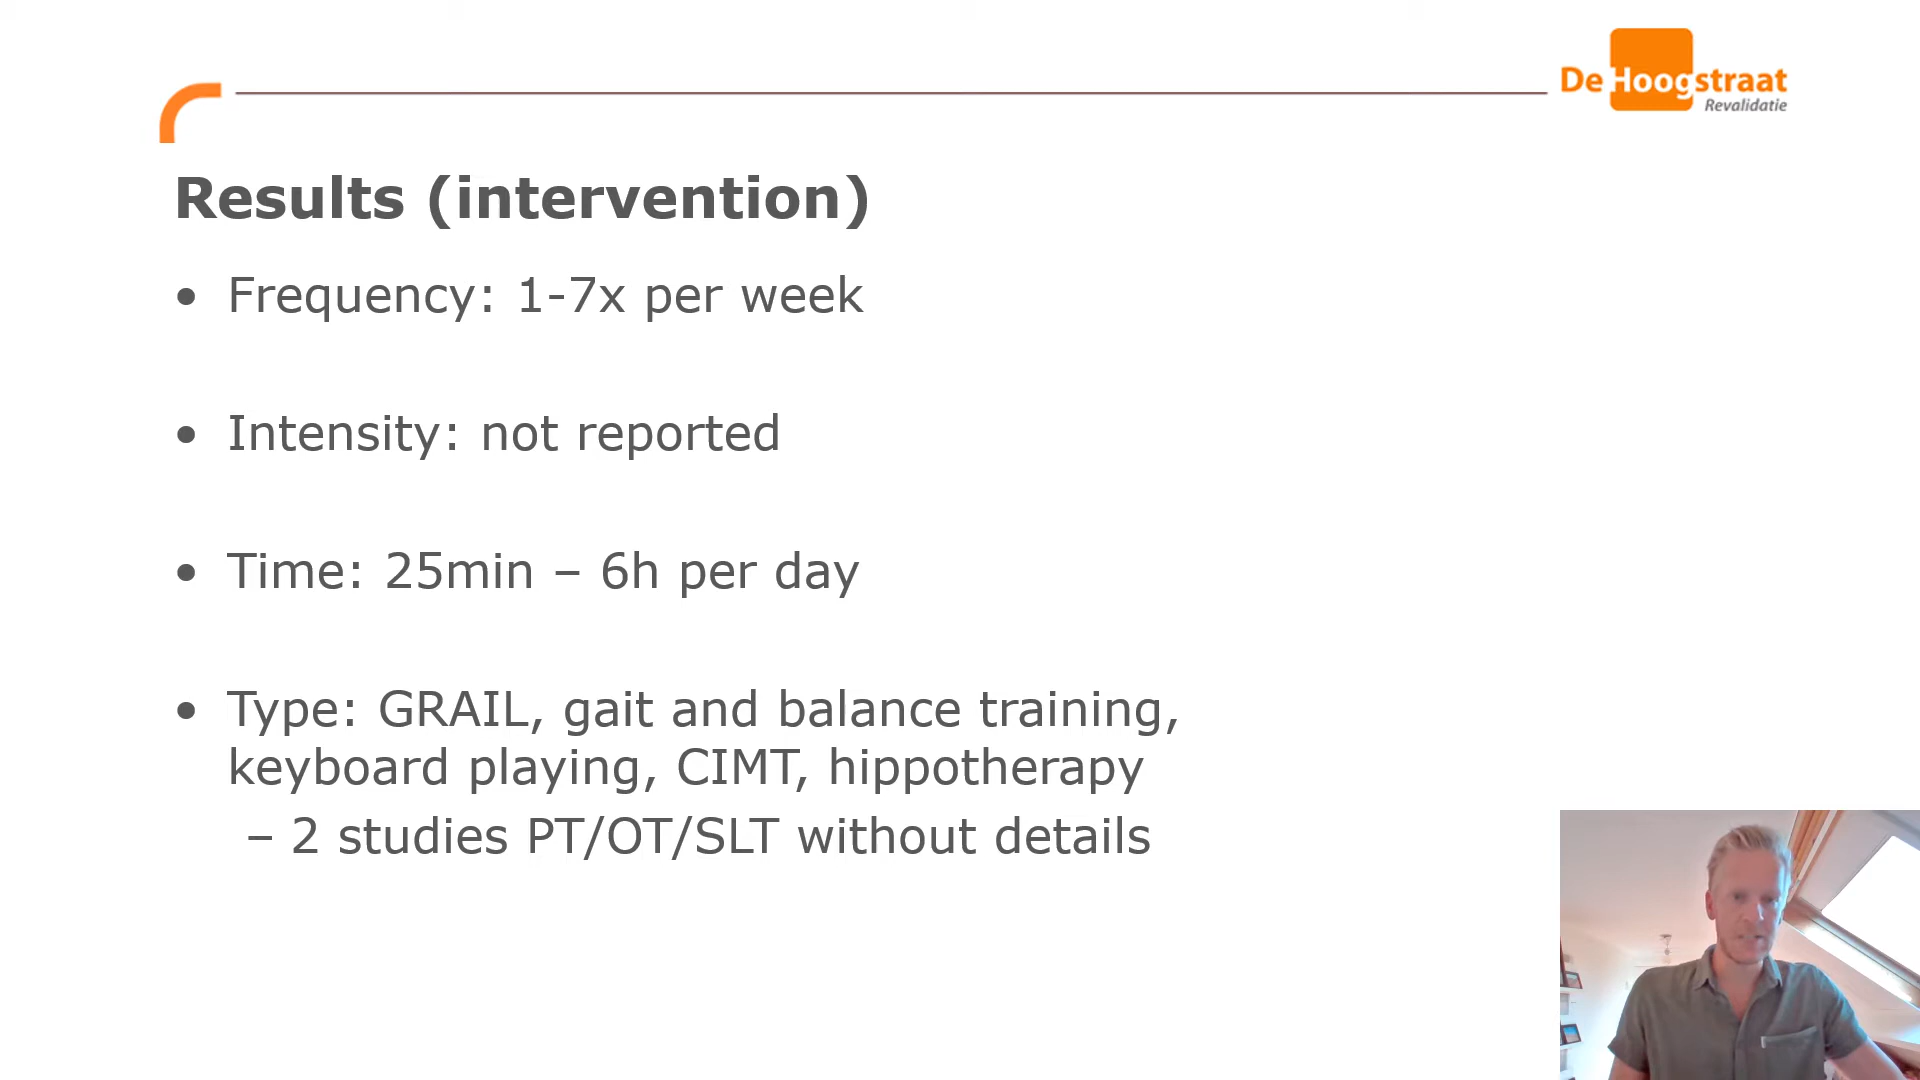 De Hoogstraat
Revalidatie
Results (intervention)
• Frequency: 1-7x per week
• Intensity: not reported
• Time: 25min – 6h per day
• Type: GRAIL, gait and balance training,
keyboard playing, CIMT, hippotherapy
– 2 studies PT/OT/SLT without details